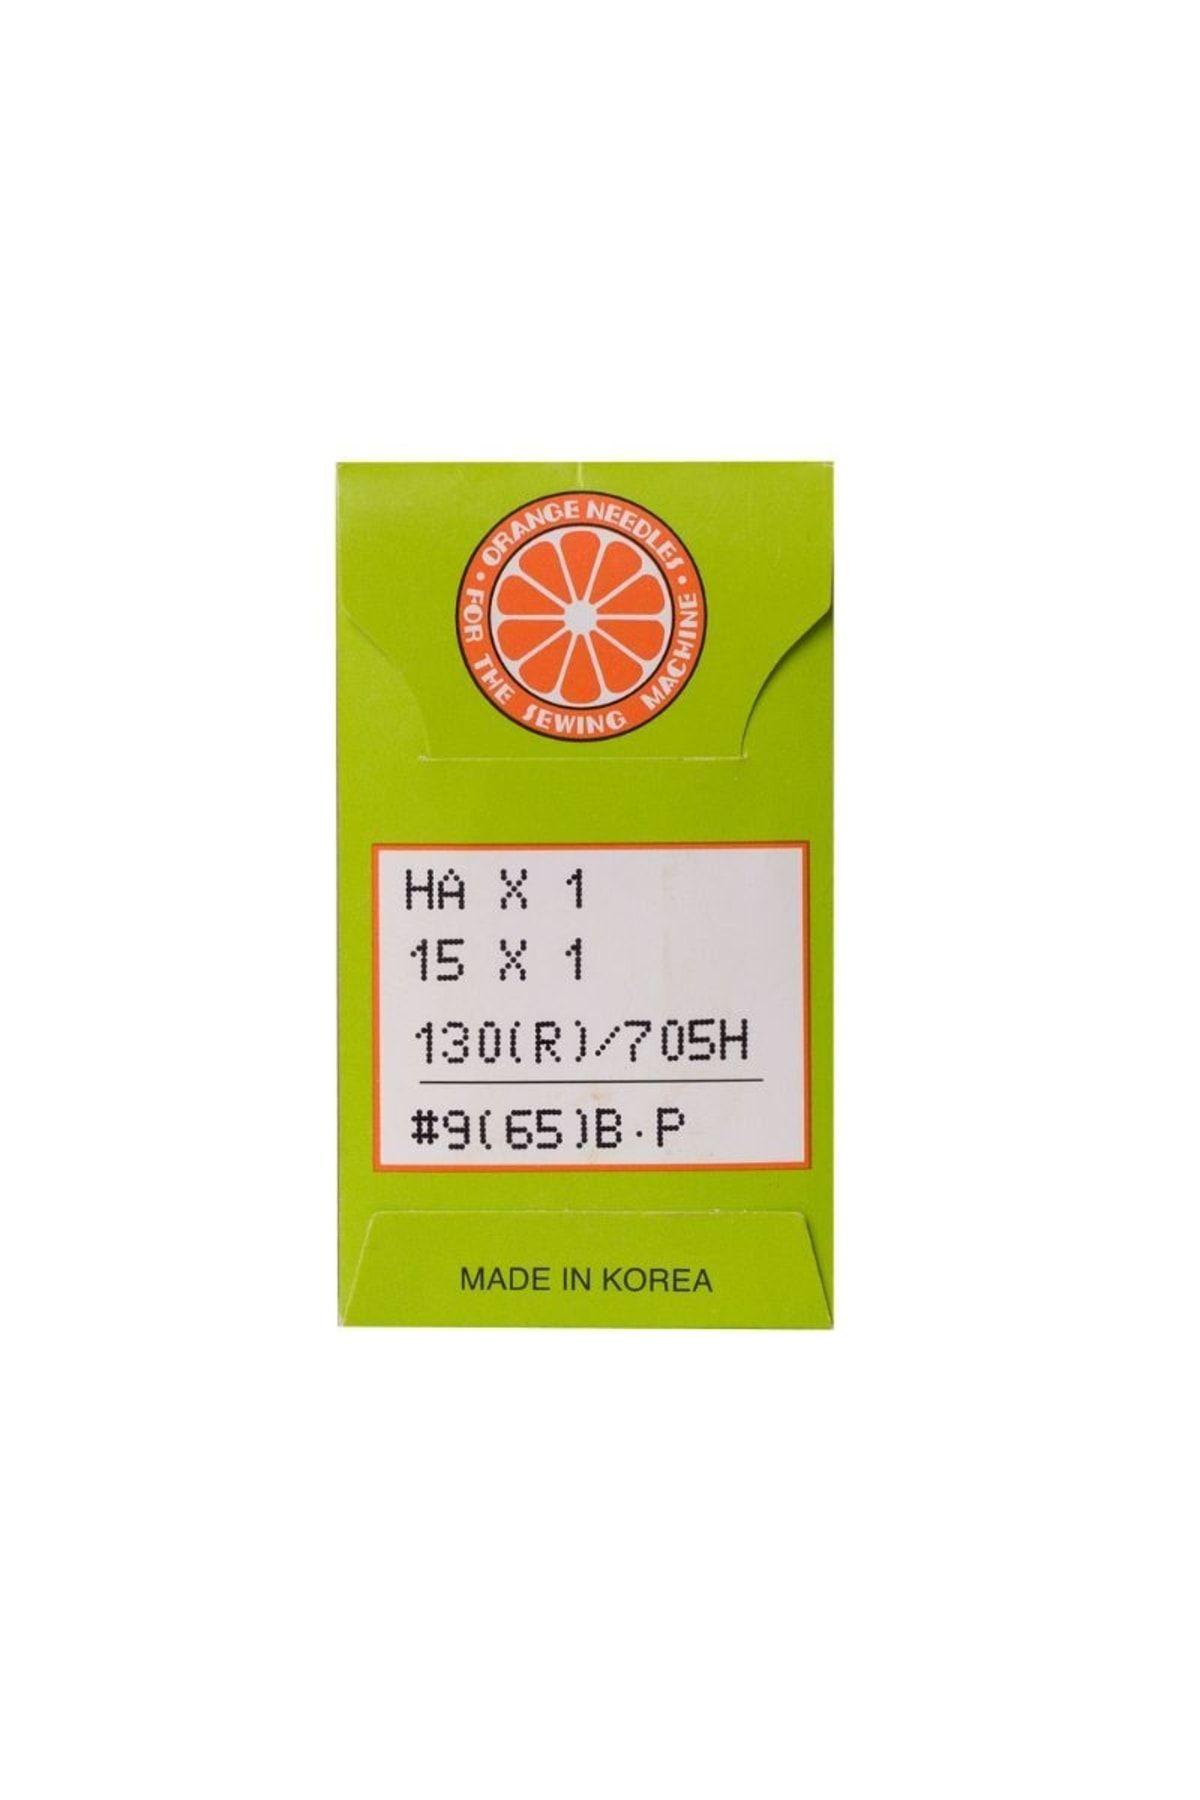 ORANGE NEEDLES
• FOR THE SEWING MACHINE •
HA X 1
15 X 1
130(R)/705H
#9(65)B·P
MADE IN KOREA